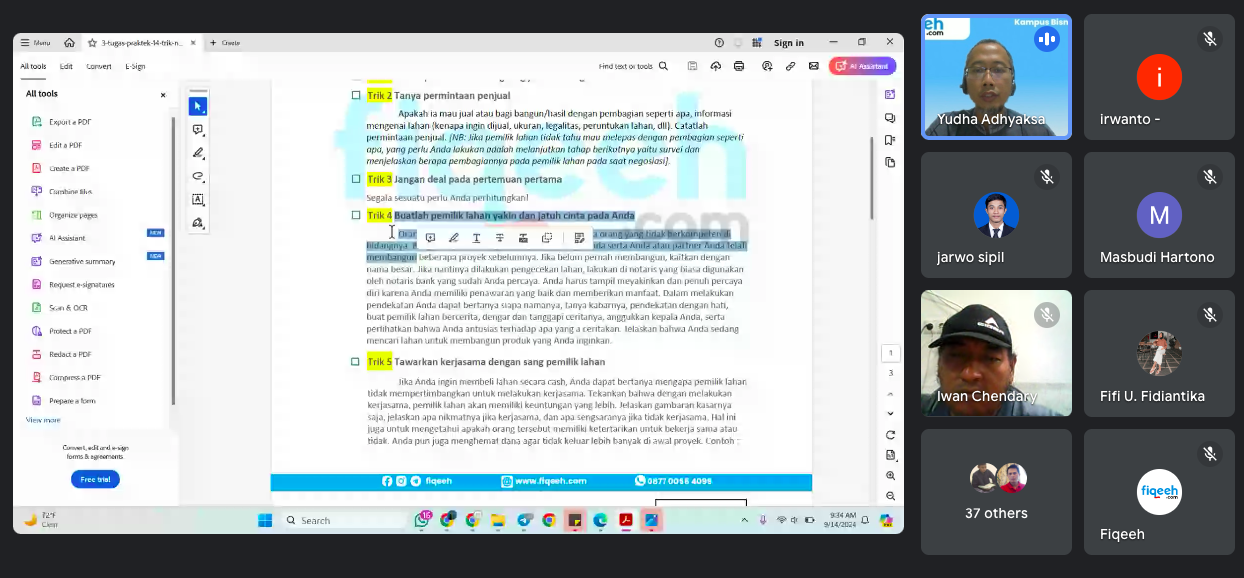 Menu
3-tugas-praktek-14-trik-n...
Create
Sign in
All tools
Edit
Convert
E-Sign
Find text or tools
AI Assistant
All tools
Export a PDF
Edit a PDF
Create a PDF
Combine files
Organize pages
AI Assistant
NEW
Generative summary
NEW
Request e-signatures
Scan & OCR
Protect a PDF
Redact a PDF
Compress a PDF
Prepare a form
View more
Convert, edit and e-sign
forms & agreements
Free trial
Trik 2 Tanya permintaan penjual
Apakah ia mau jual atau bagi bangun/hasil dengan pembagian seperti apa, informasi
mengenai lahan (kenapa ingin dijual, ukuran, legalitas, peruntukan lahan, dll). Catatlah
permintaan penjual. [NB: Jika pemilik lahan tidak tahu mau melepas dengan seperti
apa, yang perlu Anda lakukan adalah melanjutkan tahap berikutnya yaitu survei dan
menjelaskan berapa pembagiannya pada pemilik lahan pada saat negosiasi].
Trik 3 Jangan deal pada pertemuan pertama
Segala sesuatu perlu Anda perhitungkan!
Trik 4 Buatlah pemilik lahan yakin dan jatuh cinta pada Anda
orang yang tidak berkompeten di
bidangnya. serta Anda atau partner Anda telah
membangun beberapa proyek sebelumnya. Jika belum pernah membangun, kaitkan dengan
nama besar. Jika nantinya dilakukan pengecekan lahan, lakukan di notaris yang biasa digunakan
oleh notaris bank yang sudah Anda percaya. Anda harus tampil meyakinkan dan penuh percaya
diri karena Anda memiliki penawaran yang baik dan memberikan manfaat. Dalam melakukan
pendekatan Anda dapat bertanya siapa namanya, tanya kabarnya, pendekatan dengan hati,
buat pemilik lahan bercerita, dengar dan tanggapi ceritanya, anggukkan kepala Anda, serta
perlihatkan bahwa Anda antusias terhadap apa yang a ceritakan. Jelaskan bahwa Anda sedang
mencari lahan untuk membangun produk yang Anda inginkan.
Trik 5 Tawarkan kerjasama dengan sang pemilik lahan
Jika Anda ingin membeli lahan secara cash, Anda dapat bertanya mengapa pemilik lahan
tidak mempertimbangkan untuk melakukan kerjasama. Tekankan bahwa dengan melakukan
kerjasama, pemilik lahan akan memiliki keuntungan yang lebih. Jelaskan gambaran kasarnya
saja, jelaskan apa nikmatnya jika kerjasama, dan apa sengsaranya jika tidak kerjasama. Hal ini
juga untuk mengetahui apakah orang tersebut memiliki ketertarikan untuk bekerja sama atau
tidak. Anda pun juga menghemat dana agar tidak keluar lebih banyak di awal proyek. Contoh :
fiqeeh
.com
fiqeeh
www.fiqeeh.com
0877 0055 4099
1
3
72°F
Clear
Search
16
9:34 AM
9/14/2024
eeh
.com
Kampus Bisn
Yudha Adhyaksa
i
irwanto -
jarwo sipil
M
Masbudi Hartono
Iwan Chendary
Fifi U. Fidiantika
37 others
fiqeeh
.com
Fiqeeh